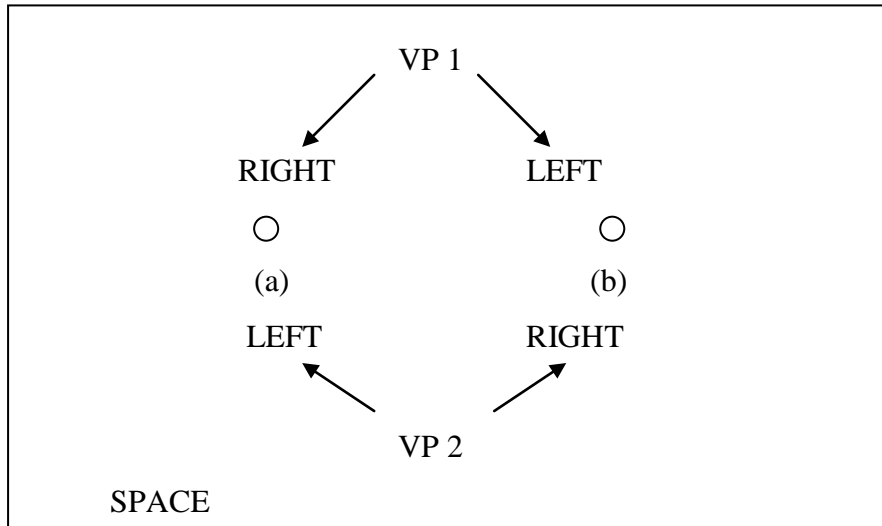 VP 1
RIGHT LEFT
(a) (b)
LEFT RIGHT
VP 2
SPACE